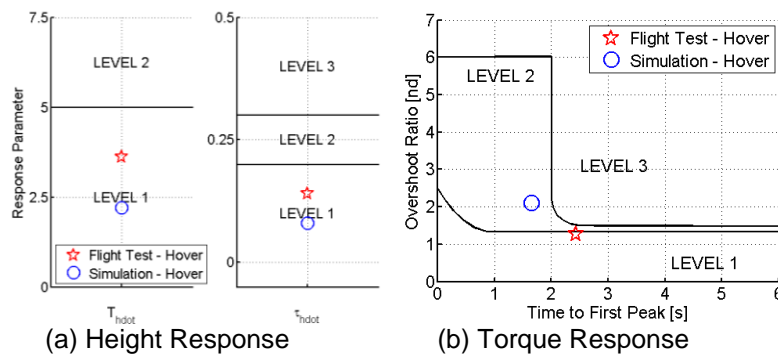 7.5
LEVEL 2
5
Response Parameter
2.5
LEVEL 1
Flight Test - Hover
Simulation - Hover
0
T_hdot
0.5
LEVEL 3
0.25
LEVEL 2
LEVEL 1
0
τ_hdot
(a) Height Response
7
Flight Test - Hover
Simulation - Hover
6
LEVEL 2
5
Overshoot Ratio [nd]
4
3
LEVEL 3
2
1
LEVEL 1
0
0 1 2 3 4 5 6
Time to First Peak [s]
(b) Torque Response